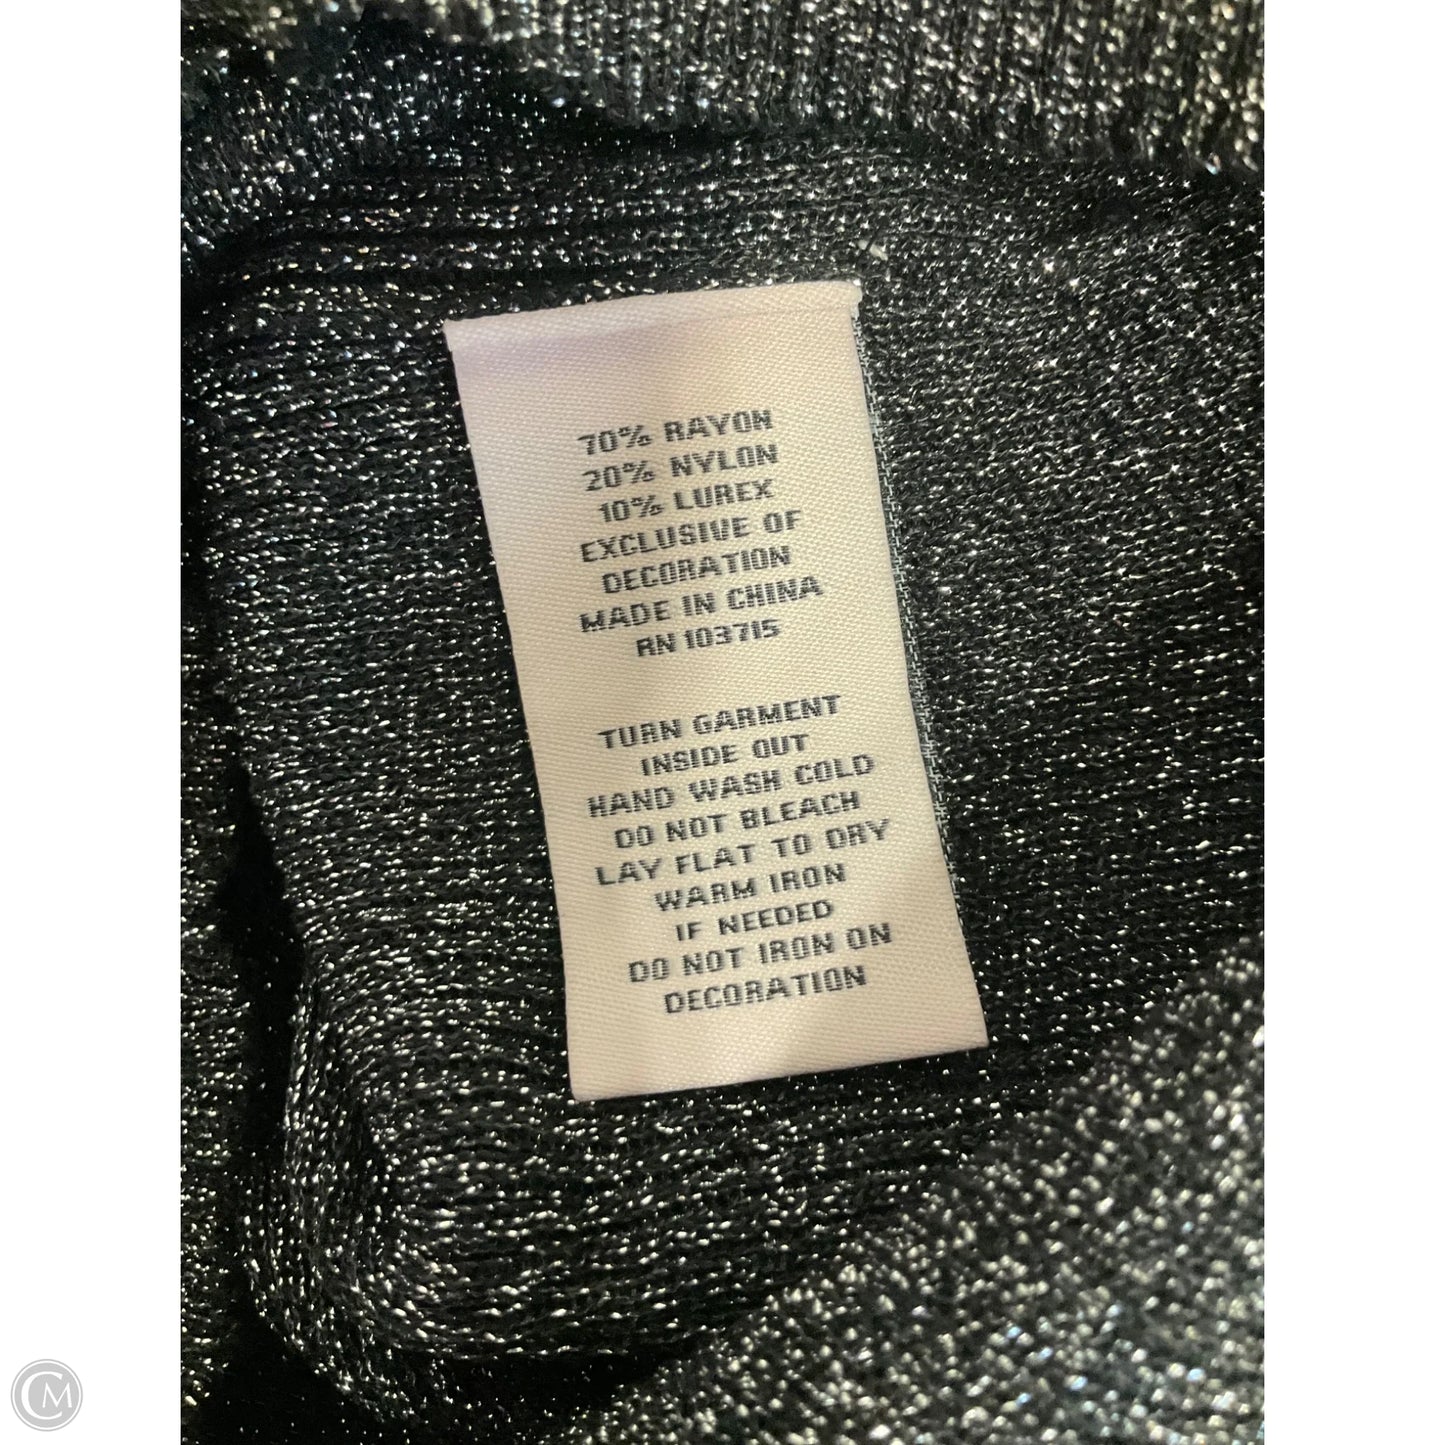 70% RAYON
20% NYLON
10% LUREX
EXCLUSIVE OF
DECORATION
MADE IN CHINA
RN 103715
TURN GARMENT
INSIDE OUT
HAND WASH COLD
DO NOT BLEACH
LAY FLAT TO DRY
WARM IRON
IF NEEDED
DO NOT IRON ON
DECORATION
CM